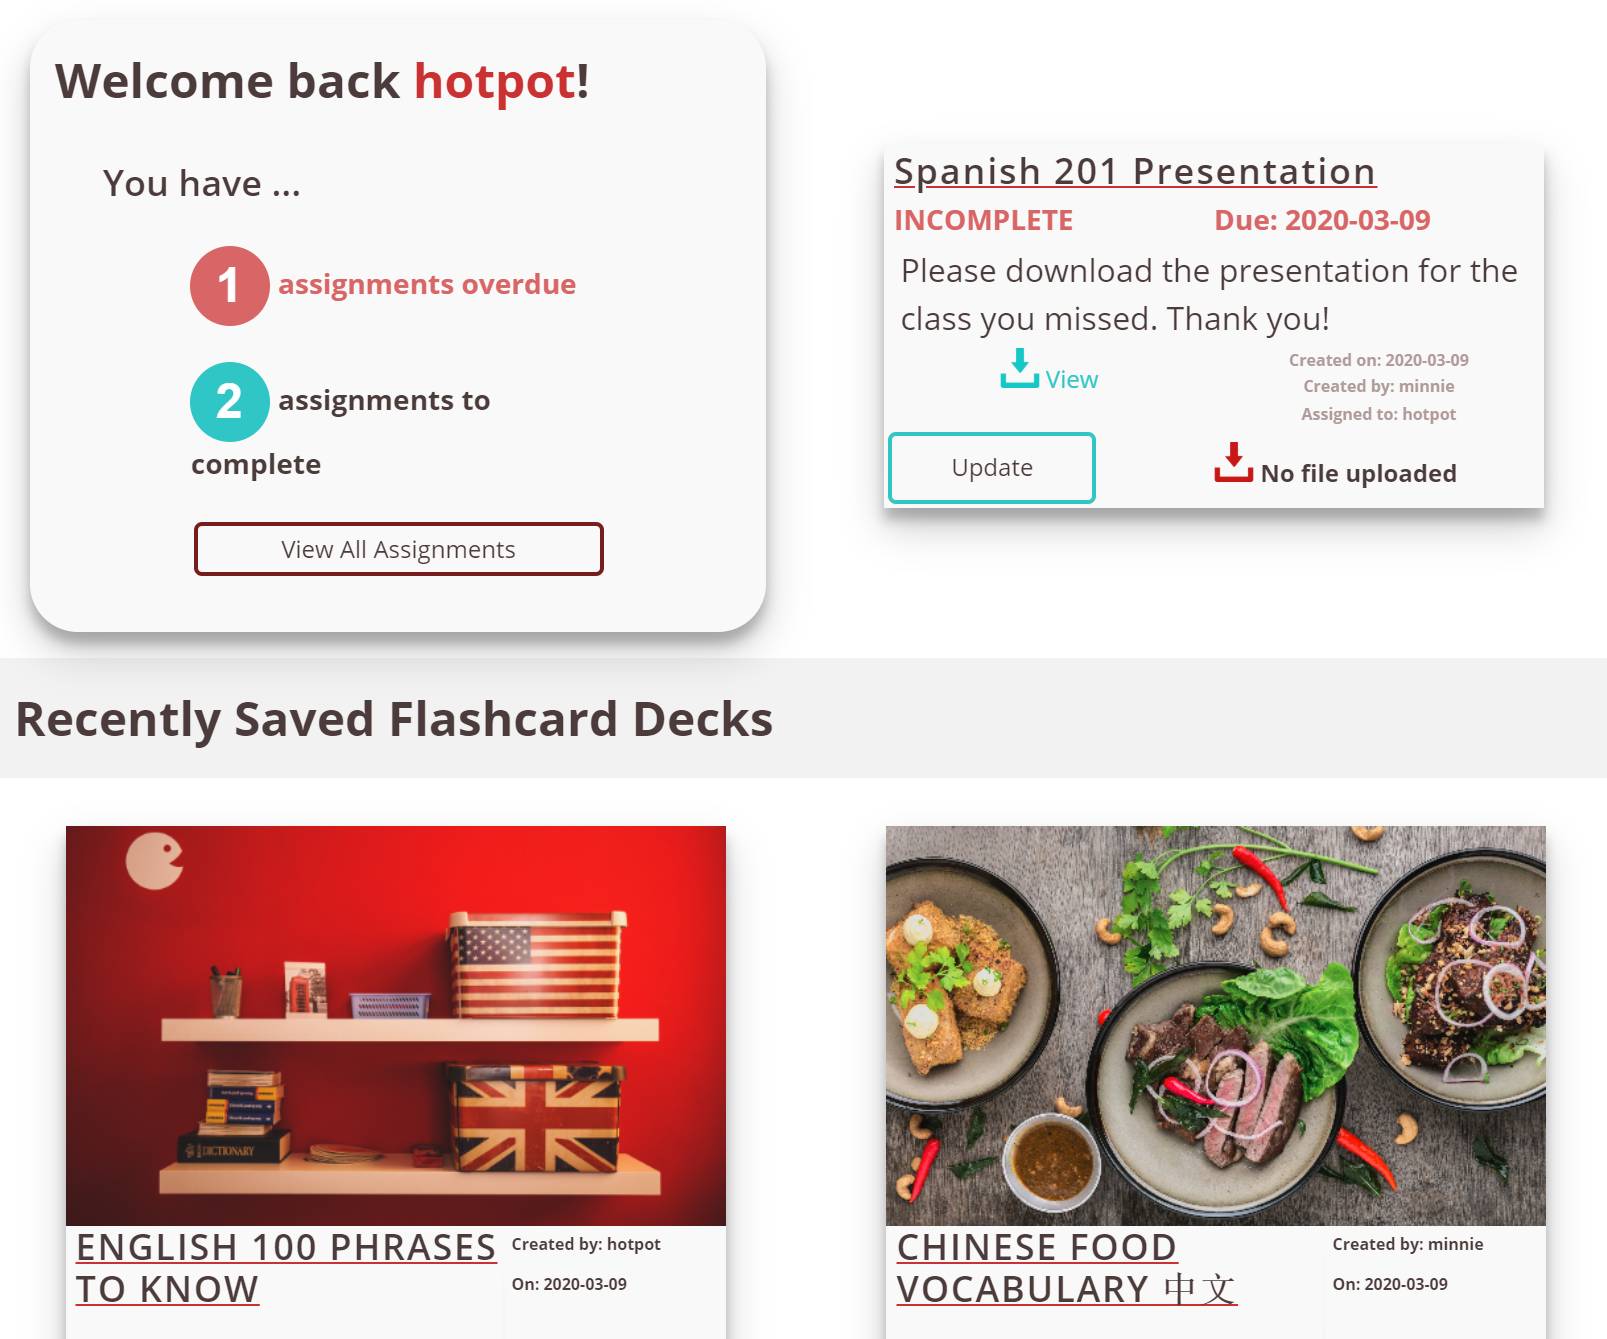 Welcome back hotpot!
You have ...
1 assignments overdue
2 assignments to
complete
View All Assignments
Spanish 201 Presentation
INCOMPLETE Due: 2020-03-09
Please download the presentation for the
class you missed. Thank you!
View
Created on: 2020-03-09
Created by: minnie
Assigned to: hotpot
Update
No file uploaded
Recently Saved Flashcard Decks
DICTIONARY
ENGLISH 100 PHRASES
TO KNOW
Created by: hotpot
On: 2020-03-09
CHINESE FOOD
VOCABULARY 中文
Created by: minnie
On: 2020-03-09